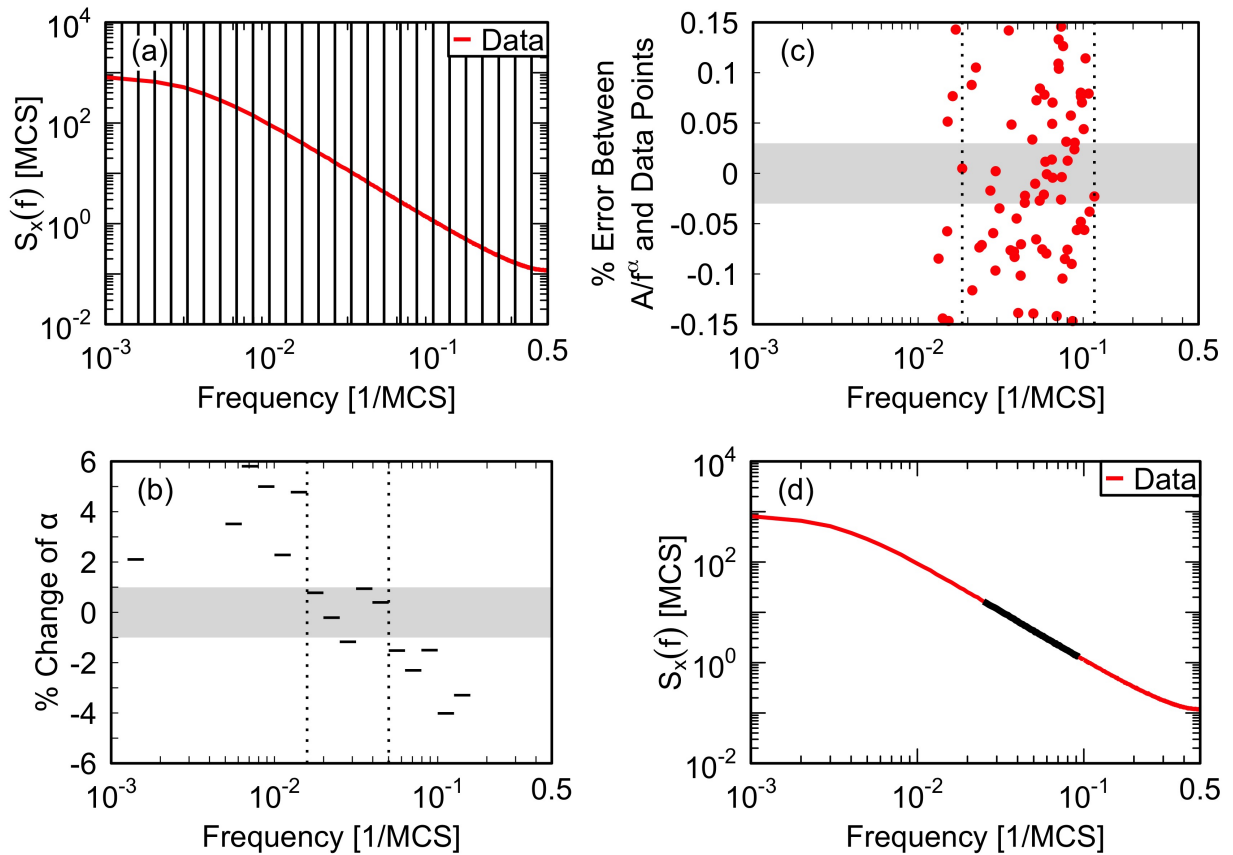 (a)
Data
S_x(f) [MCS]
10^4
10^2
10^0
10^-2
10^-3
10^-2
10^-1
0.5
Frequency [1/MCS]
(c)
% Error Between
A/f^α and Data Points
0.15
0.1
0.05
0
-0.05
-0.1
-0.15
10^-3
10^-2
10^-1
0.5
Frequency [1/MCS]
(b)
% Change of α
6
4
2
0
-2
-4
-6
10^-3
10^-2
10^-1
0.5
Frequency [1/MCS]
(d)
Data
S_x(f) [MCS]
10^4
10^2
10^0
10^-2
10^-3
10^-2
10^-1
0.5
Frequency [1/MCS]